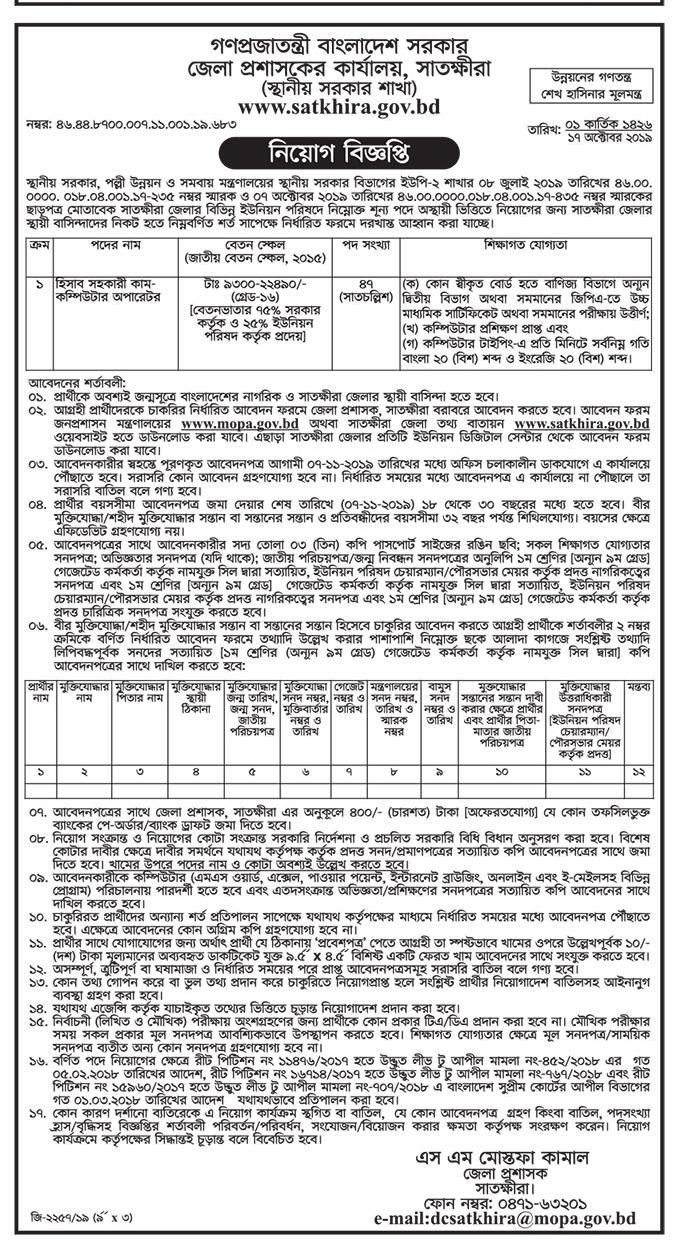 গণপ্রজাতন্ত্রী বাংলাদেশ সরকার
জেলা প্রশাসকের কার্যালয়, সাতক্ষীরা
(স্থানীয় সরকার শাখা)
www.satkhira.gov.bd
উন্নয়নের গণতন্ত্র
শেখ হাসিনার মূলমন্ত্র
নম্বর: ৪৬.৪৪.৮৭০০.০০৭.১১.০০১.১৯.৬৮৩
তারিখ: ০১ কার্তিক ১৪২৬
১৭ অক্টোবর ২০১৯
নিয়োগ বিজ্ঞপ্তি
স্থানীয় সরকার, পল্লী উন্নয়ন ও সমবায় মন্ত্রণালয়ের স্থানীয় সরকার বিভাগের ইউপি-২ শাখার ০৮ জুলাই ২০১৯ তারিখের ৪৬.০০.
০০০০. ০১৮.০৪.০০১.১৭-২৩৫ নম্বর স্মারক ও ০৭ অক্টোবর ২০১৯ তারিখের ৪৬.০০.০০০০.০১৮.০৪.০০১.১৭-৪৩৫ নম্বর স্মারকের
ছাড়পত্র মোতাবেক সাতক্ষীরা জেলার বিভিন্ন ইউনিয়ন পরিষদে নিম্নোক্ত শূন্য পদে অস্থায়ী ভিত্তিতে নিয়োগের জন্য সাতক্ষীরা জেলার
স্থায়ী বাসিন্দাদের নিকট হতে নিম্নবর্ণিত শর্ত সাপেক্ষে নির্ধারিত ফরমে দরখাস্ত আহ্বান করা যাচ্ছে।
ক্রম পদের নাম বেতন স্কেল পদ সংখ্যা শিক্ষাগত যোগ্যতা
(জাতীয় বেতন স্কেল, ২০১৫)
১ হিসাব সহকারী কাম- টাঃ ৯৩০০-২২৪৯০/- ৪৭ (ক) কোন স্বীকৃত বোর্ড হতে বাণিজ্য বিভাগে অন্যূন
কম্পিউটার অপারেটর (গ্রেড-১৬) (সাতচল্লিশ) দ্বিতীয় বিভাগ অথবা সমমানের জিপিএ-তে উচ্চ
[বেতনভাতার ৭৫% সরকার মাধ্যমিক সার্টিফিকেট অথবা সমমানের পরীক্ষায় উত্তীর্ণ;
কর্তৃক ও ২৫% ইউনিয়ন (খ) কম্পিউটার প্রশিক্ষণ প্রাপ্ত এবং
পরিষদ কর্তৃক প্রদেয়] (গ) কম্পিউটার টাইপিং-এ প্রতি মিনিটে সর্বনিম্ন গতি
বাংলা ২০ (বিশ) শব্দ ও ইংরেজি ২০ (বিশ) শব্দ।
আবেদনের শর্তাবলী:
০১. প্রার্থীকে অবশ্যই জন্মসূত্রে বাংলাদেশের নাগরিক ও সাতক্ষীরা জেলার স্থায়ী বাসিন্দা হতে হবে।
০২. আগ্রহী প্রার্থীদেরকে চাকরির নির্ধারিত আবেদন ফরমে জেলা প্রশাসক, সাতক্ষীরা বরাবরে আবেদন করতে হবে। আবেদন ফরম
জনপ্রশাসন মন্ত্রণালয়ের www.mopa.gov.bd অথবা সাতক্ষীরা জেলা তথ্য বাতায়ন www.satkhira.gov.bd
ওয়েবসাইট হতে ডাউনলোড করা যাবে। এছাড়া সাতক্ষীরা জেলার প্রতিটি ইউনিয়ন ডিজিটাল সেন্টার থেকে আবেদন ফরম
ডাউনলোড করা যাবে।
০৩. আবেদনকারীর স্বহস্তে পূরণকৃত আবেদনপত্র আগামী ০৭-১১-২০১৯ তারিখের মধ্যে অফিস চলাকালীন ডাকযোগে এ কার্যালয়ে
পৌঁছাতে হবে। সরাসরি কোন আবেদন গ্রহণযোগ্য হবে না। নির্ধারিত সময়ের মধ্যে আবেদনপত্র এ কার্যালয়ে না পৌঁছালে তা
সরাসরি বাতিল বলে গণ্য হবে।
০৪. প্রার্থীর বয়সসীমা আবেদনপত্র জমা দেয়ার শেষ তারিখে (০৭-১১-২০১৯) ১৮ থেকে ৩০ বছরের মধ্যে হতে হবে। বীর
মুক্তিযোদ্ধা/শহীদ মুক্তিযোদ্ধার সন্তান বা সন্তানের সন্তান ও প্রতিবন্ধীদের বয়সসীমা ৩২ বছর পর্যন্ত শিথিলযোগ্য। বয়সের ক্ষেত্রে
এফিডেভিট গ্রহণযোগ্য নয়।
০৫. আবেদনপত্রের সাথে আবেদনকারীর সদ্য তোলা ০৩ (তিন) কপি পাসপোর্ট সাইজের রঙিন ছবি; সকল শিক্ষাগত যোগ্যতার
সনদপত্র; অভিজ্ঞতার সনদপত্র (যদি থাকে); জাতীয় পরিচয়পত্র/জন্ম নিবন্ধন সনদপত্রের অনুলিপি ১ম শ্রেণির [অন্যূন ৯ম গ্রেড]
গেজেটেড কর্মকর্তা কর্তৃক নামযুক্ত সিল দ্বারা সত্যায়িত, ইউনিয়ন পরিষদ চেয়ারম্যান/পৌরসভার মেয়র কর্তৃক প্রদত্ত নাগরিকত্বের
সনদপত্র এবং ১ম শ্রেণির [অন্যূন ৯ম গ্রেড] গেজেটেড কর্মকর্তা কর্তৃক নামযুক্ত সিল দ্বারা সত্যায়িত, ইউনিয়ন পরিষদ
চেয়ারম্যান/পৌরসভার মেয়র কর্তৃক প্রদত্ত নাগরিকত্বের সনদপত্র এবং ১ম শ্রেণির [অন্যূন ৯ম গ্রেড] গেজেটেড কর্মকর্তা কর্তৃক
প্রদত্ত চারিত্রিক সনদপত্র সংযুক্ত করতে হবে।
০৬. বীর মুক্তিযোদ্ধা/শহীদ মুক্তিযোদ্ধার সন্তান বা সন্তানের সন্তান হিসেবে চাকুরির আবেদন করতে আগ্রহী প্রার্থীকে শর্তাবলীর ২ নম্বর
ক্রমিকে বর্ণিত নির্ধারিত আবেদন ফরমে তথ্যাদি উল্লেখ করার পাশাপাশি নিম্নোক্ত ছকে আলাদা কাগজে সংশ্লিষ্ট তথ্যাদি
লিপিবদ্ধপূর্বক সনদের সত্যায়িত [১ম শ্রেণির (অন্যূন ৯ম গ্রেড) গেজেটেড কর্মকর্তা কর্তৃক নামযুক্ত সিল দ্বারা] কপি
আবেদনপত্রের সাথে দাখিল করতে হবে:
প্রার্থীর মুক্তিযোদ্ধার মুক্তিযোদ্ধার মুক্তিযোদ্ধার মুক্তিযোদ্ধার মুক্তিযোদ্ধা গেজেট মন্ত্রণালয়ের বামুস মুক্তিযোদ্ধার মুক্তিযোদ্ধার মন্তব্য
নাম নাম পিতার নাম স্থায়ী জন্ম তারিখ, সনদ নম্বর, নম্বর ও সনদ নম্বর, সনদ সন্তানের সন্তান দাবী উত্তরাধিকারী
ঠিকানা জন্ম সনদ, মুক্তিবার্তার তারিখ তারিখ ও নম্বর ও করার ক্ষেত্রে প্রার্থীর সনদপত্র
জাতীয় নম্বর ও স্মারক তারিখ এবং প্রার্থীর পিতা- [ইউনিয়ন পরিষদ
পরিচয়পত্র তারিখ নম্বর মাতার জাতীয় চেয়ারম্যান/
পরিচয়পত্র পৌরসভার মেয়র
কর্তৃক প্রদত্ত]
১ ২ ৩ ৪ ৫ ৬ ৭ ৮ ৯ ১০ ১১ ১২
০৭. আবেদনপত্রের সাথে জেলা প্রশাসক, সাতক্ষীরা এর অনুকূলে ৪০০/- (চারশত) টাকা [অফেরতযোগ্য] যে কোন তফসিলভুক্ত
ব্যাংকের পে-অর্ডার/ব্যাংক ড্রাফট জমা দিতে হবে।
০৮. নিয়োগ সংক্রান্ত ও নিয়োগের কোটা সংক্রান্ত সরকারি নির্দেশনা ও প্রচলিত সরকারি বিধি বিধান অনুসরণ করা হবে। বিশেষ
কোটার দাবীর ক্ষেত্রে দাবীর সমর্থনে যথাযথ কর্তৃপক্ষ কর্তৃক প্রদত্ত সনদ/প্রমাণপত্রের সত্যায়িত কপি আবেদনপত্রের সাথে জমা
দিতে হবে। খামের উপরে পদের নাম ও কোটা অবশ্যই উল্লেখ করতে হবে।
০৯. আবেদনকারীকে কম্পিউটার (এমএস ওয়ার্ড, এক্সেল, পাওয়ার পয়েন্ট, ইন্টারনেট ব্রাউজিং, অনলাইন এবং ই-মেইলসহ বিভিন্ন
প্রোগ্রাম) পরিচালনায় পারদর্শী হতে হবে এবং এতদসংক্রান্ত অভিজ্ঞতা/প্রশিক্ষণের সনদপত্রের সত্যায়িত কপি আবেদনের সাথে
দাখিল করতে হবে।
১০. চাকুরিরত প্রার্থীদের অন্যান্য শর্ত প্রতিপালন সাপেক্ষে যথাযথ কর্তৃপক্ষের মাধ্যমে নির্ধারিত সময়ের মধ্যে আবেদনপত্র পৌঁছাতে
হবে। এক্ষেত্রে আবেদনের কোন অগ্রিম কপি গ্রহণযোগ্য হবে না।
১১. প্রার্থীর সাথে যোগাযোগের জন্য অর্থাৎ প্রার্থী যে ঠিকানায় ‘প্রবেশপত্র’ পেতে আগ্রহী তা স্পষ্টভাবে খামের ওপরে উল্লেখপূর্বক ১০/-
(দশ) টাকা মূল্যমানের অব্যবহৃত ডাকটিকেট যুক্ত ৯.৫˝ x ৪.৫˝ বিশিষ্ট একটি ফেরত খাম আবেদনের সাথে সংযুক্ত করতে হবে।
১২. অসম্পূর্ণ, ত্রুটিপূর্ণ বা ঘষামাজা ও নির্ধারিত সময়ের পরে প্রাপ্ত আবেদনপত্রসমূহ সরাসরি বাতিল বলে গণ্য হবে।
১৩. কোন তথ্য গোপন করে বা ভুল তথ্য প্রদান করে চাকুরিতে নিয়োগপ্রাপ্ত হলে সংশ্লিষ্ট প্রার্থীর নিয়োগাদেশ বাতিলসহ আইনানুগ
ব্যবস্থা গ্রহণ করা হবে।
১৪. যথাযথ এজেন্সি কর্তৃক যাচাইকৃত তথ্যের ভিত্তিতে চূড়ান্ত নিয়োগাদেশ প্রদান করা হবে।
১৫. নির্বাচনী (লিখিত ও মৌখিক) পরীক্ষায় অংশগ্রহণের জন্য প্রার্থীকে কোন প্রকার টিএ/ডিএ প্রদান করা হবে না। মৌখিক পরীক্ষার
সময় সকল প্রকার মূল সনদপত্র আবশ্যিকভাবে উপস্থাপন করতে হবে। শিক্ষাগত যোগ্যতার ক্ষেত্রে মূল সনদপত্র/সাময়িক
সনদপত্র ব্যতীত অন্য কোন সনদপত্র গ্রহণযোগ্য হবে না।
১৬. বর্ণিত পদে নিয়োগের ক্ষেত্রে রীট পিটিশন নং ১১৪৭৬/২০১৭ হতে উদ্ভূত লীভ টু আপীল মামলা নং-৪৫২/২০১৮ এর গত
০৫.০২.২০১৮ তারিখের আদেশ, রীট পিটিশন নং ১৬৭১৪/২০১৭ হতে উদ্ভূত লীভ টু আপীল মামলা নং-৭৬৭/২০১৮ এবং রীট
পিটিশন নং ১৫৯৬০/২০১৭ হতে উদ্ভূত লীভ টু আপীল মামলা নং-৭০৭/২০১৮ এ বাংলাদেশ সুপ্রীম কোর্টের আপীল বিভাগের
গত ০১.০৩.২০১৮ তারিখের আদেশ যথাযথভাবে প্রতিপালন করা হবে।
১৭. কোন কারণ দর্শানো ব্যতিরেকে এ নিয়োগ কার্যক্রম স্থগিত বা বাতিল, যে কোন আবেদনপত্র গ্রহণ কিংবা বাতিল, পদসংখ্যা
হ্রাস/বৃদ্ধিসহ বিজ্ঞপ্তির শর্তাবলী পরিবর্তন/পরিবর্ধন, সংযোজন/বিয়োজন করার ক্ষমতা কর্তৃপক্ষ সংরক্ষণ করেন। নিয়োগ
কার্যক্রমে কর্তৃপক্ষের সিদ্ধান্তই চূড়ান্ত বলে বিবেচিত হবে।
এস এম মোস্তফা কামাল
জেলা প্রশাসক
সাতক্ষীরা।
ফোন নম্বর: ০৪৭১-৬৩২০১
e-mail:dcsatkhira@mopa.gov.bd
জি-২২৫৭/১৯ (৯˝ x ৩)